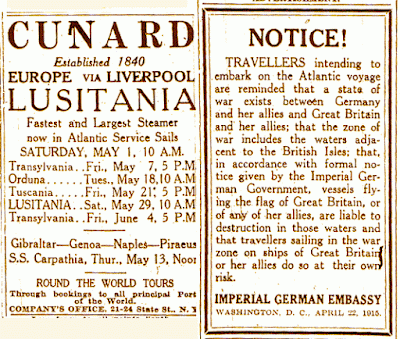 CUNARD
Established 1840
EUROPE VIA LIVERPOOL
LUSITANIA
Fastest and Largest Steamer
now in Atlantic Service Sails
SATURDAY, MAY 1, 10 A.M.
Transylvania..Fri., May 7, 5 P.M
Orduna......Tues., May 18, 10 A.M.
Tuscania....Fri., May 21, 5 P.M
LUSITANIA..Sat., May 29, 10 A.M.
Transylvania..Fri., June 4, 5 P.M.
Gibraltar—Genoa—Naples—Piraeus
S.S. Carpathia, Thur., May 13, Noon
ROUND THE WORLD TOURS
Through bookings to all principal Port
of the World.
COMPANY'S OFFICE, 21-24 State St., N. Y
NOTICE!
TRAVELLERS intending to
embark on the Atlantic voyage
are reminded that a state of
war exists between Germany
and her allies and Great Britain
and her allies; that the zone of
war includes the waters adja-
cent to the British Isles; that,
in accordance with formal no-
tice given by the Imperial Ger-
man Government, vessels fly-
ing the flag of Great Britain, or
of any of her allies, are liable to
destruction in those waters and
that travellers sailing in the war
zone on ships of Great Britain
or her allies do so at their own
risk.
IMPERIAL GERMAN EMBASSY
WASHINGTON, D. C., APRIL 22, 1915.